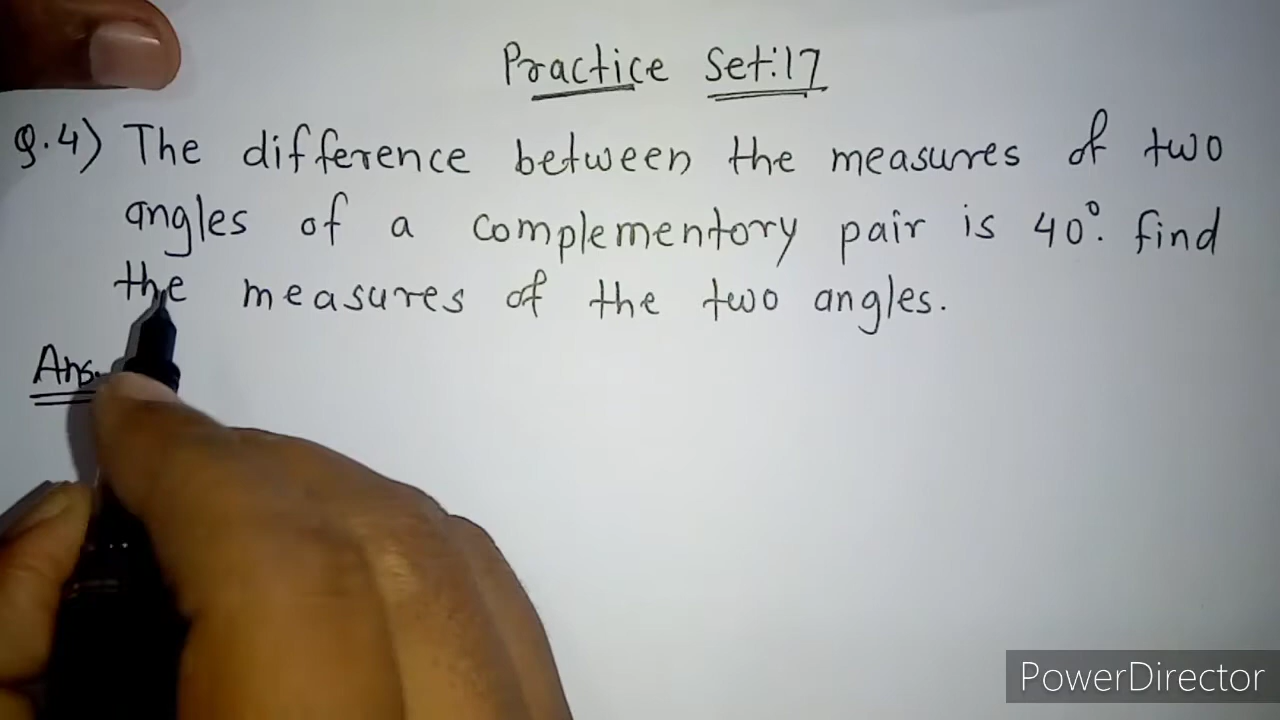 Practice Set:17
Q.4) The difference between the measures of two
angles of a complementory pair is 40°. find
the measures of the two angles.
Ans.
PowerDirector